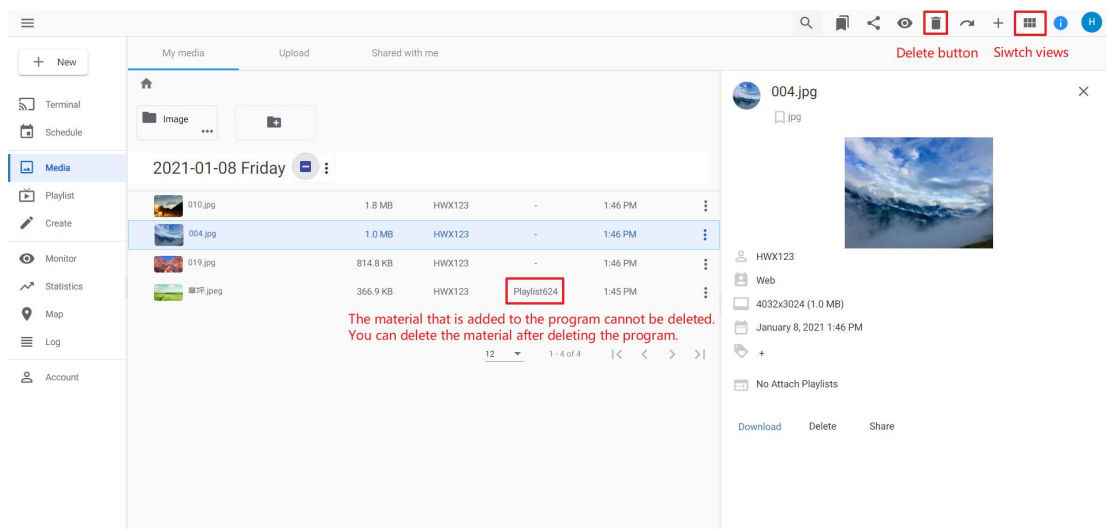 H
Delete button Siwtch views
+ New
Terminal
Schedule
Media
Playlist
Create
Monitor
Statistics
Map
Log
Account
My media Upload Shared with me
Image
...
2021-01-08 Friday
010.jpg 1.8 MB HWX123 - 1:46 PM
004.jpg 1.0 MB HWX123 - 1:46 PM
019.jpg 814.8 KB HWX123 - 1:46 PM
草坪.jpeg 366.9 KB HWX123 Playlist624 1:45 PM
The material that is added to the program cannot be deleted.
You can delete the material after deleting the program.
12 1 - 4 of 4 |< < > >|
004.jpg
jpg
HWX123
Web
4032x3024 (1.0 MB)
January 8, 2021 1:46 PM
+
No Attach Playlists
Download Delete Share